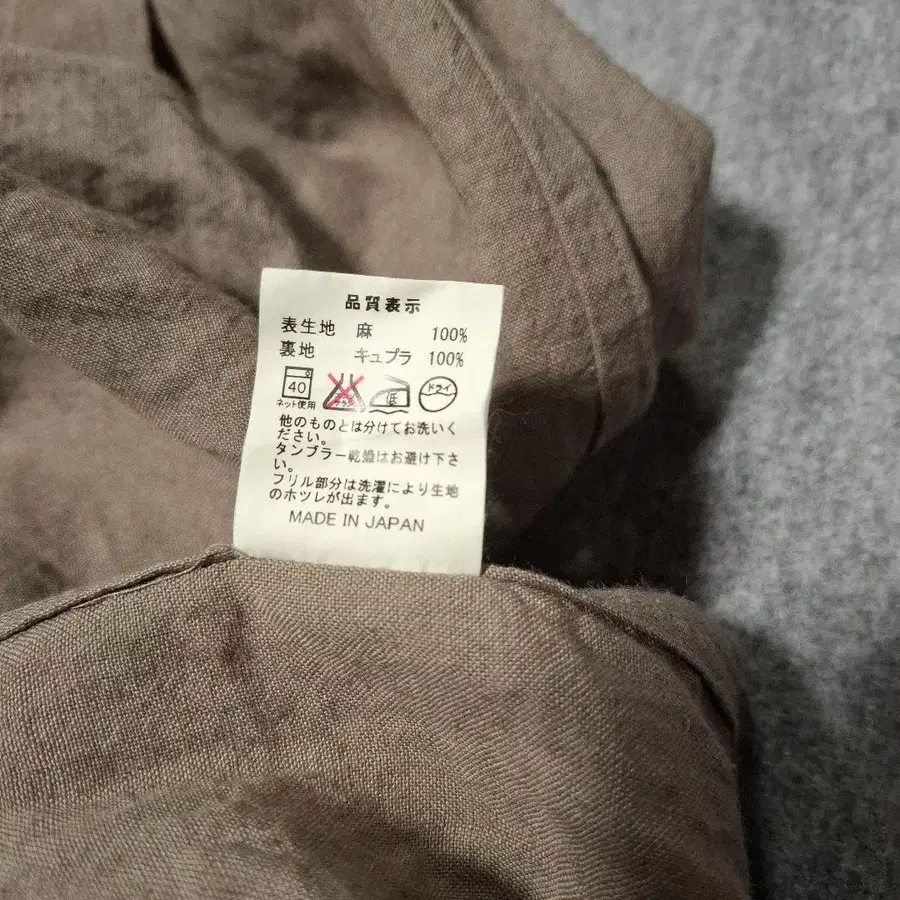 品質表示
表生地 麻 100%
裏地 キュプラ 100%
40 低 ドライ
ネット使用
他のものとは分けてお洗いく
ださい。
タンブラー乾燥はお避け下さ
い。
フリル部分は洗濯により生地
のホツレが出ます。
MADE IN JAPAN